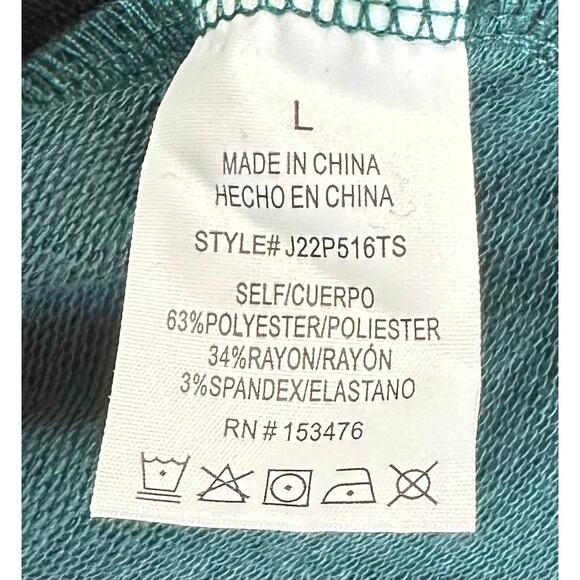 L
MADE IN CHINA
HECHO EN CHINA
STYLE# J22P516TS
SELF/CUERPO
63%POLYESTER/POLIESTER
34%RAYON/RAYÓN
3%SPANDEX/ELASTANO
RN # 153476